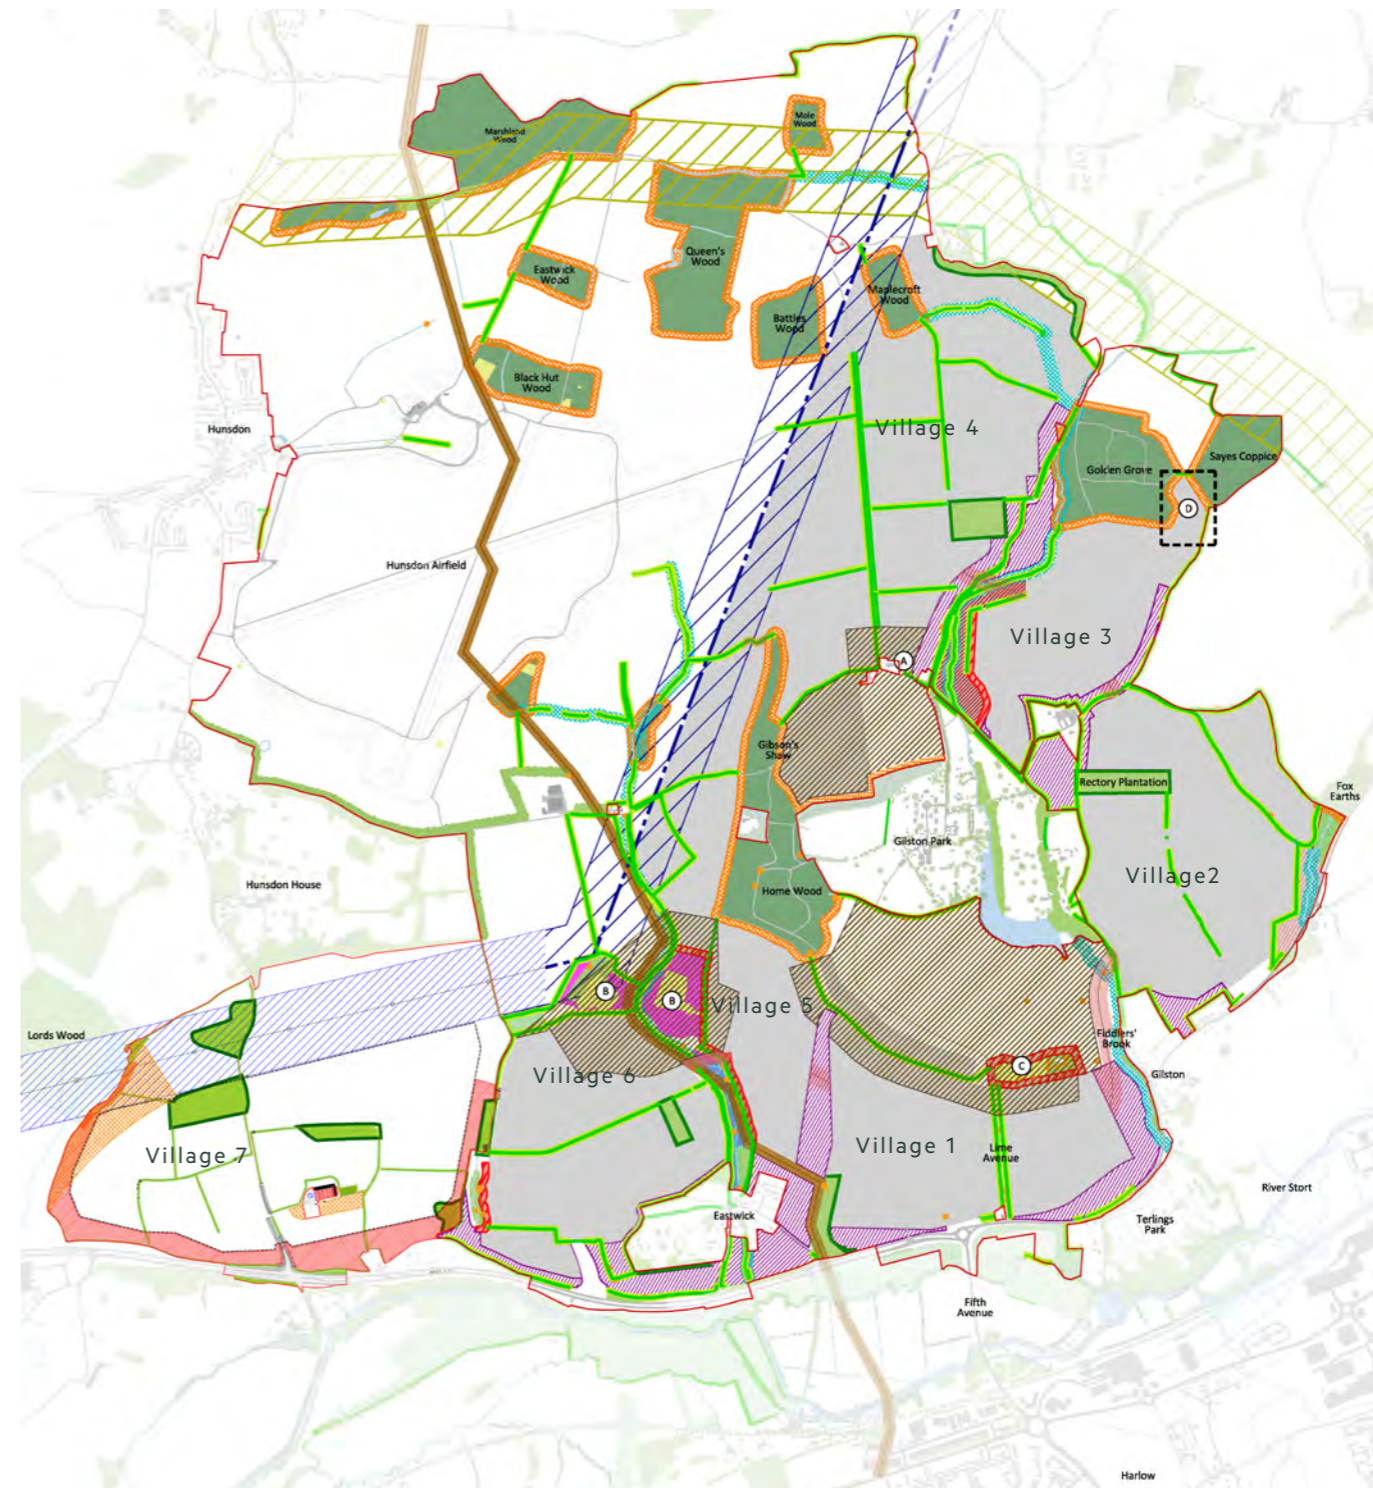 Mole
Wood
Marshland
Wood
Queen's
Wood
Eastwick
Wood
Maplecroft
Wood
Battles
Wood
Black Hut
Wood
Hunsdon
Village 4
Golden Grove
Sayes Coppice
D
Hunsdon Airfield
Village 3
A
Gibson's
Shaw
Rectory Plantation
Fox
Earths
Gilston Park
Hunsdon House
Home Wood
Village2
B
B
Village 5
Lords Wood
Fiddlers'
Brook
C
Gilston
Village 6
Village 7
Village 1
Lime
Avenue
River Stort
Eastwick
Terlings
Park
Fifth
Avenue
Harlow